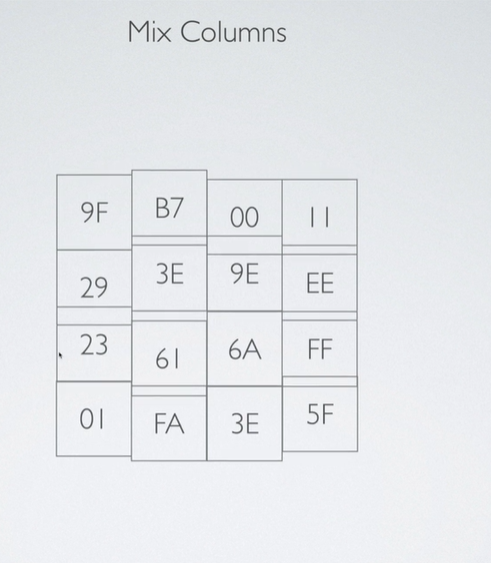 Mix Columns
9F B7 00 11
29 3E 9E EE
23 61 6A FF
01 FA 3E 5F